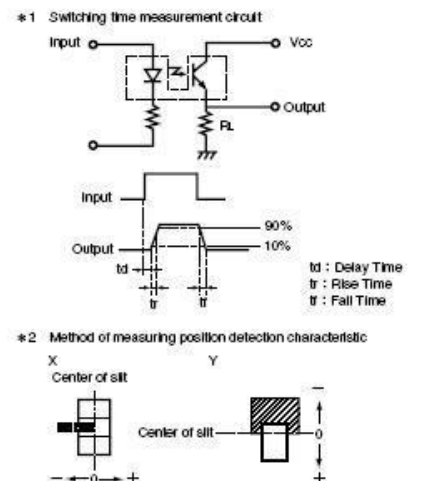 *1 Switching time measurement circuit
Input
Vcc
Output
RL
Input
Output
90%
10%
td
tr
tf
td : Delay Time
tr : Rise Time
tf : Fall Time
*2 Method of measuring position detection characteristic
X
Y
Center of slit
Center of slit
−
0
+
− 0 +